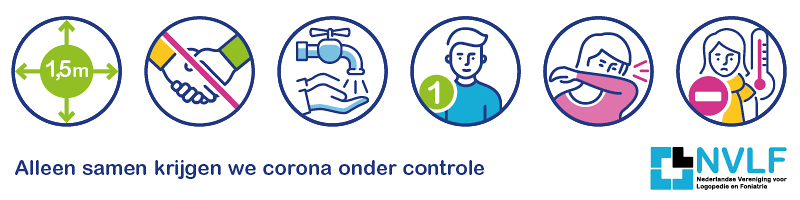 1,5m
1
Alleen samen krijgen we corona onder controle
NVLF
Nederlandse Vereniging voor
Logopedie en Foniatrie